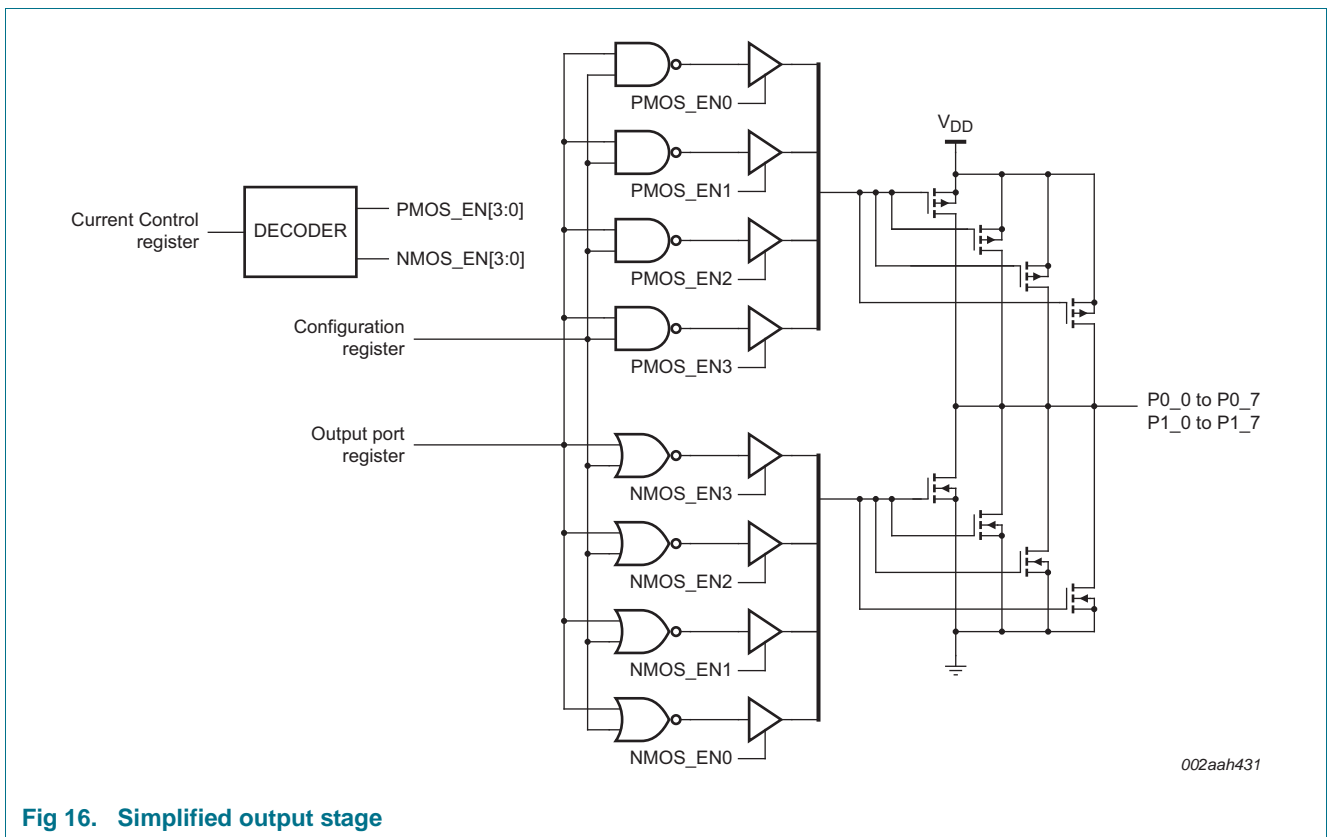 PMOS_EN0
V_DD
PMOS_EN1
Current Control
register
DECODER
PMOS_EN[3:0]
NMOS_EN[3:0]
PMOS_EN2
Configuration
register
PMOS_EN3
P0_0 to P0_7
P1_0 to P1_7
Output port
register
NMOS_EN3
NMOS_EN2
NMOS_EN1
NMOS_EN0
002aah431
Fig 16. Simplified output stage